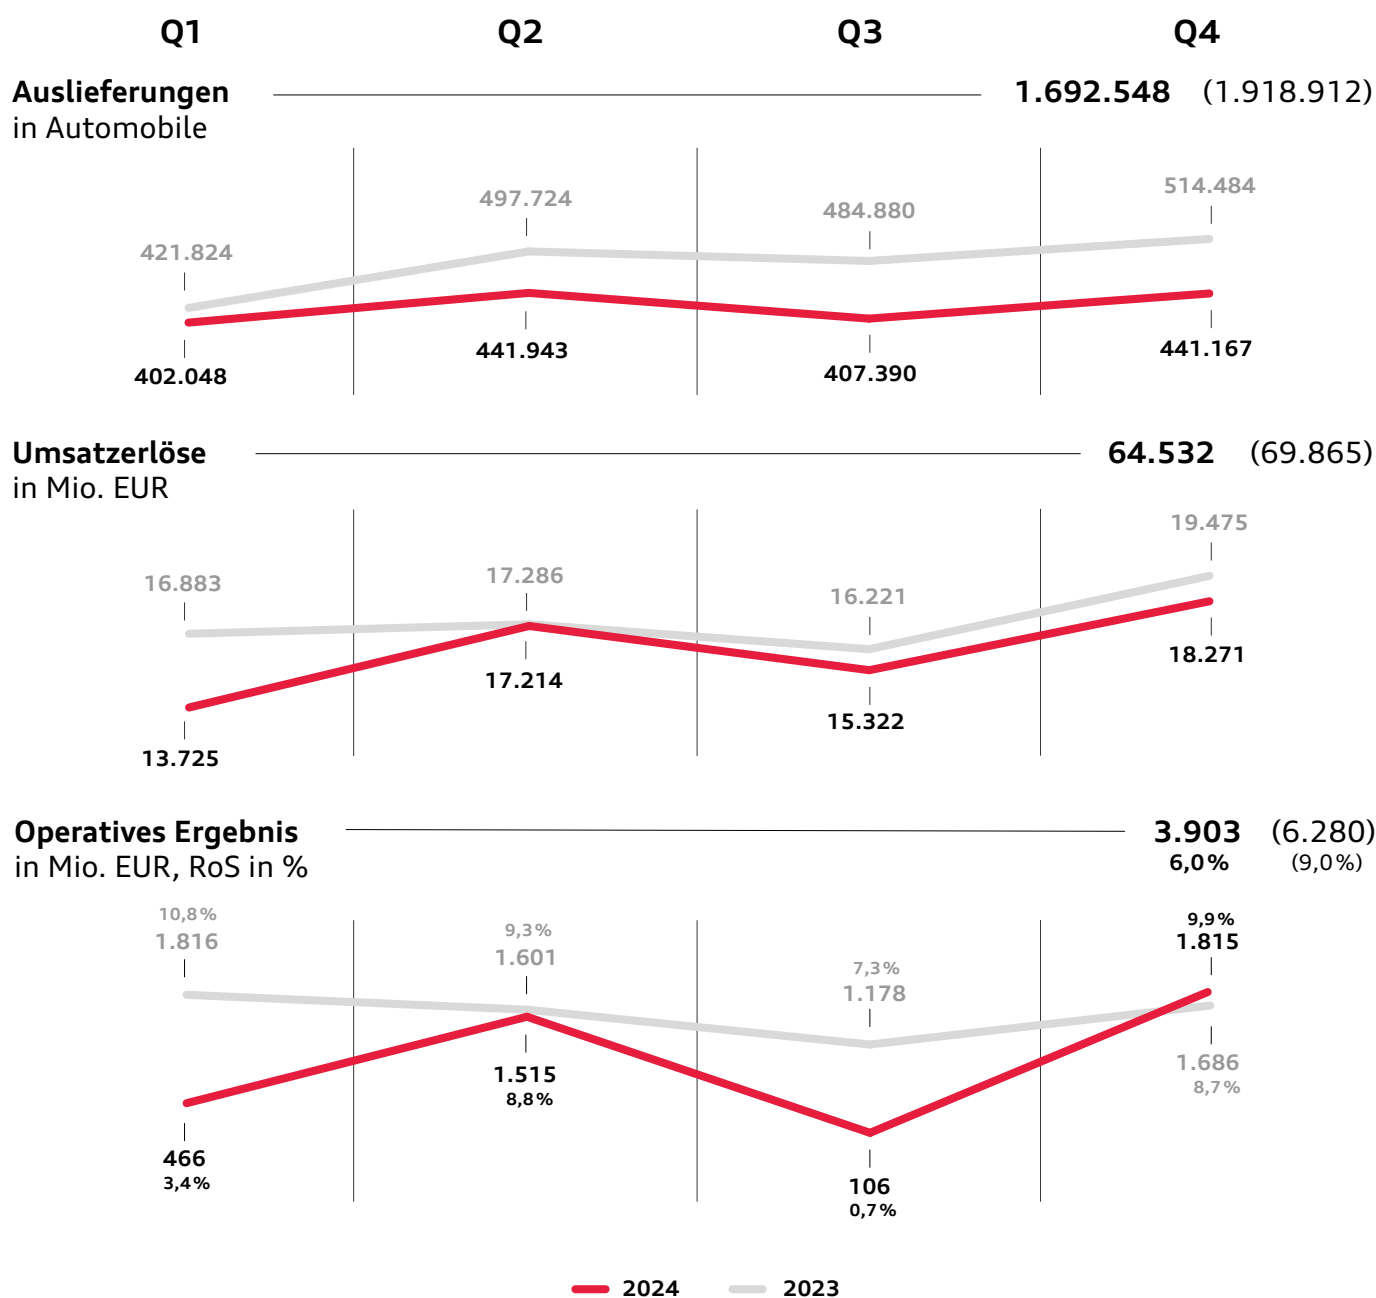 Q1 Q2 Q3 Q4
Auslieferungen 1.692.548 (1.918.912)
in Automobile
421.824 497.724 484.880 514.484
402.048 441.943 407.390 441.167
Umsatzerlöse 64.532 (69.865)
in Mio. EUR
16.883 17.286 16.221 19.475
13.725 17.214 15.322 18.271
Operatives Ergebnis 3.903 (6.280)
in Mio. EUR, RoS in % 6,0% (9,0%)
10,8% 9,3% 7,3% 9,9%
1.816 1.601 1.178 1.815
466 1.515 106 1.686
3,4% 8,8% 0,7% 8,7%
2024 2023